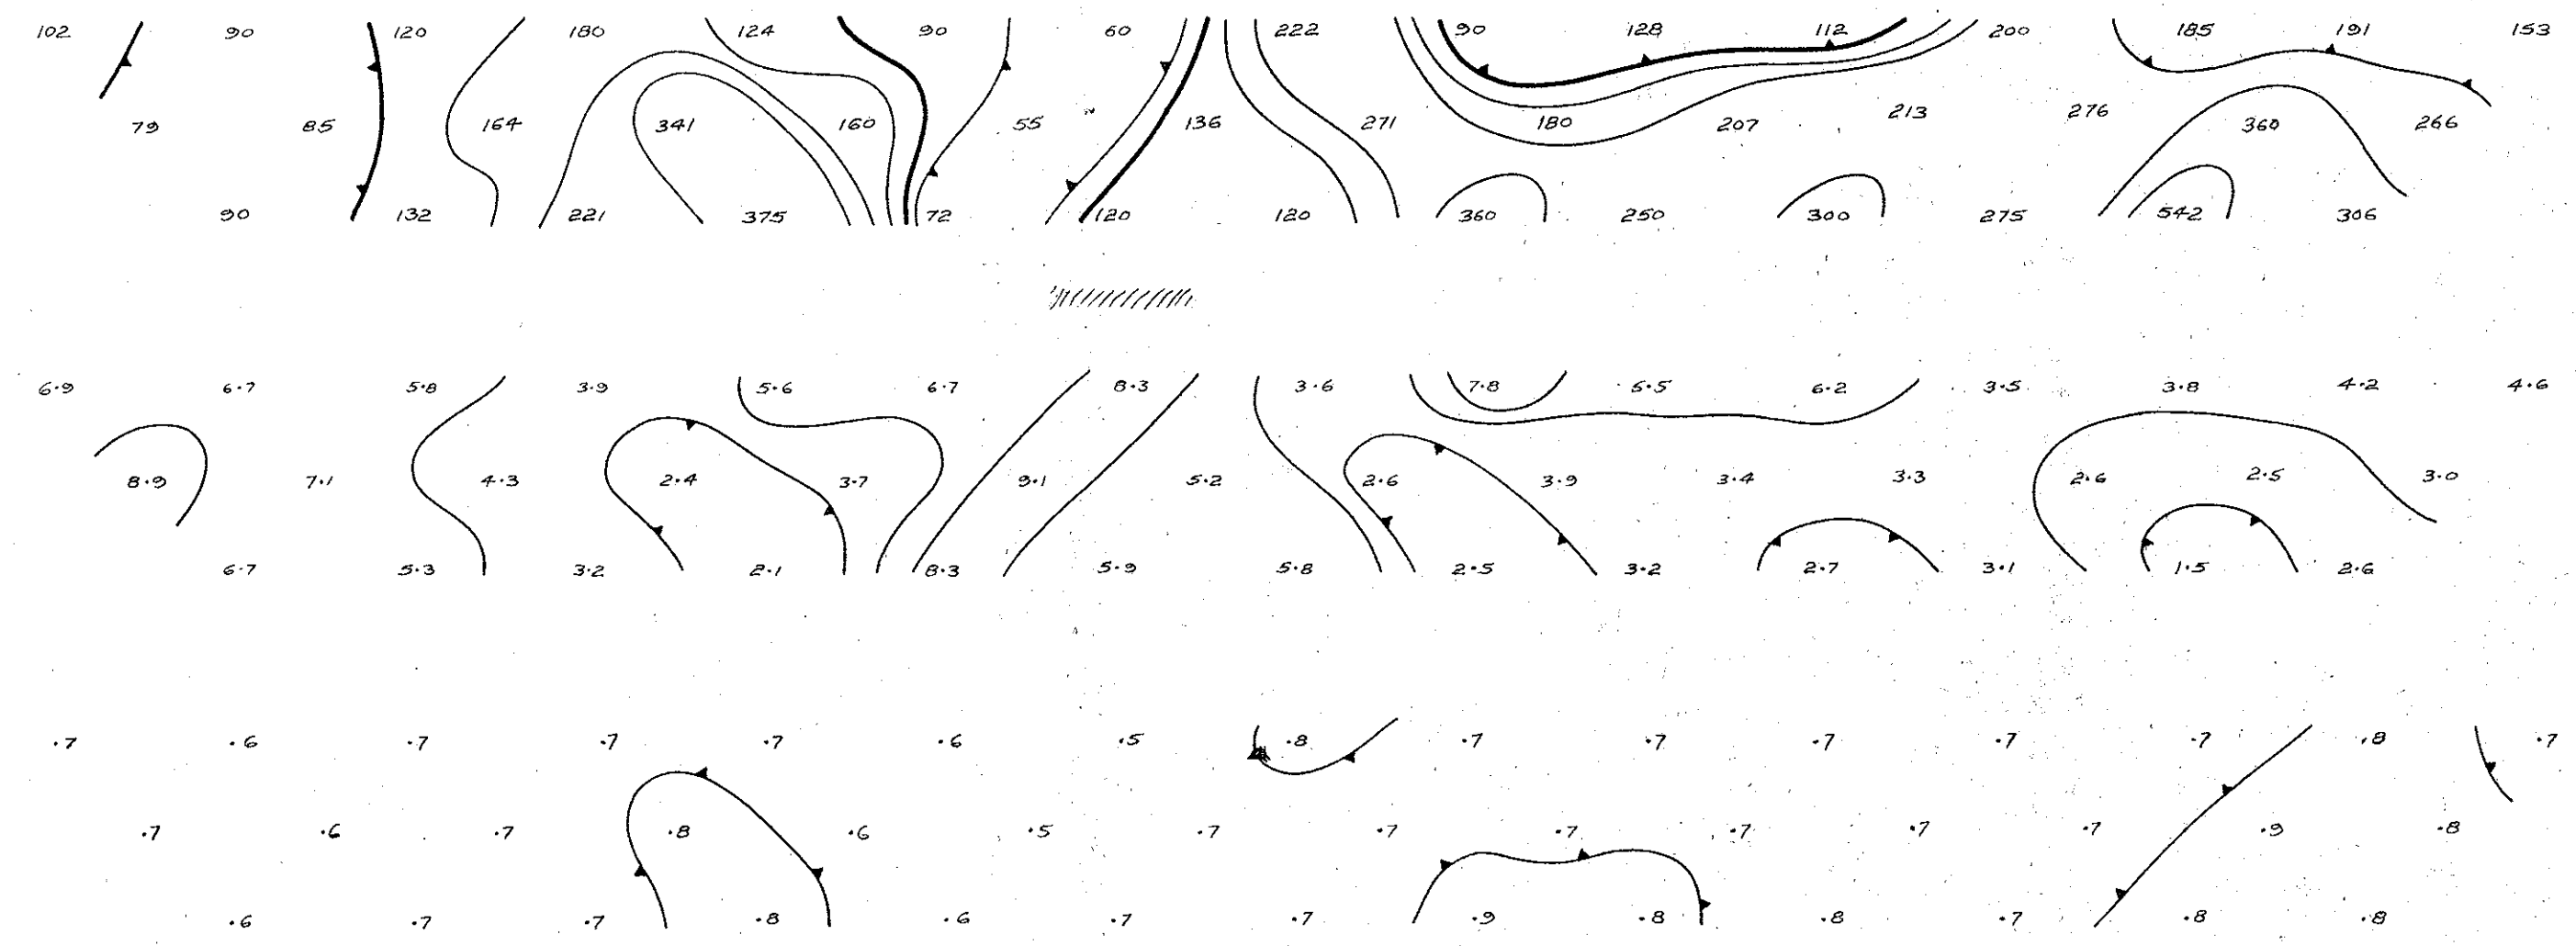 102 90 120 180 124 90 60 222 90 128 112 200 185 191 153
79 85 164 341 160 55 136 271 180 207 213 276 360 266
90 132 221 375 72 120 120 360 250 300 275 542 306
6.9 6.7 5.8 3.9 5.6 6.7 8.3 3.6 7.8 5.5 6.2 3.5 3.8 4.2 4.6
8.9 7.1 4.3 2.4 3.7 9.1 5.2 2.6 3.9 3.4 3.3 2.6 2.5 3.0
6.7 5.3 3.2 2.1 8.3 5.9 5.8 2.5 3.2 2.7 3.1 1.5 2.6
.7 .6 .7 .7 .7 .6 .5 .8 .7 .7 .7 .7 .7 .8 .7
.7 .6 .7 .8 .6 .5 .7 .7 .7 .7 .7 .7 .9 .8
.6 .7 .7 .8 .6 .7 .7 .9 .8 .8 .7 .8 .8